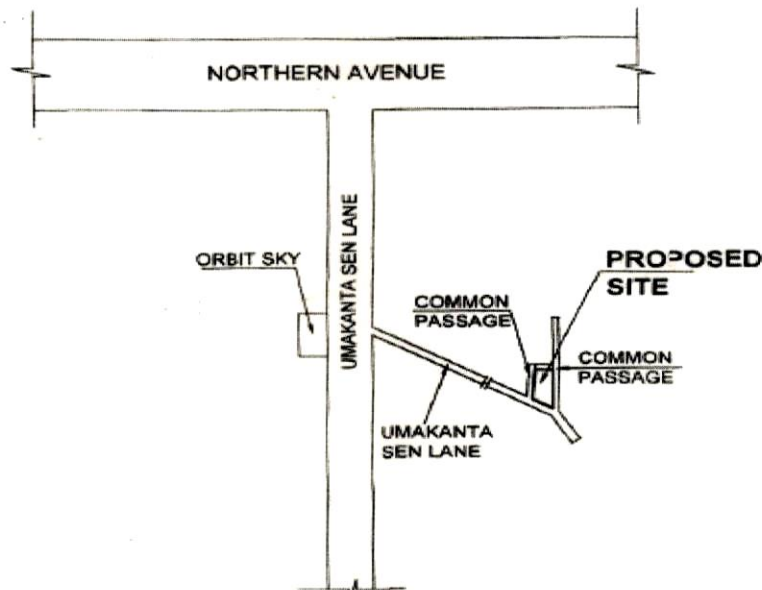 NORTHERN AVENUE
UMAKANTA SEN LANE
ORBIT SKY
PROPOSED
SITE
COMMON
PASSAGE
COMMON
PASSAGE
UMAKANTA
SEN LANE